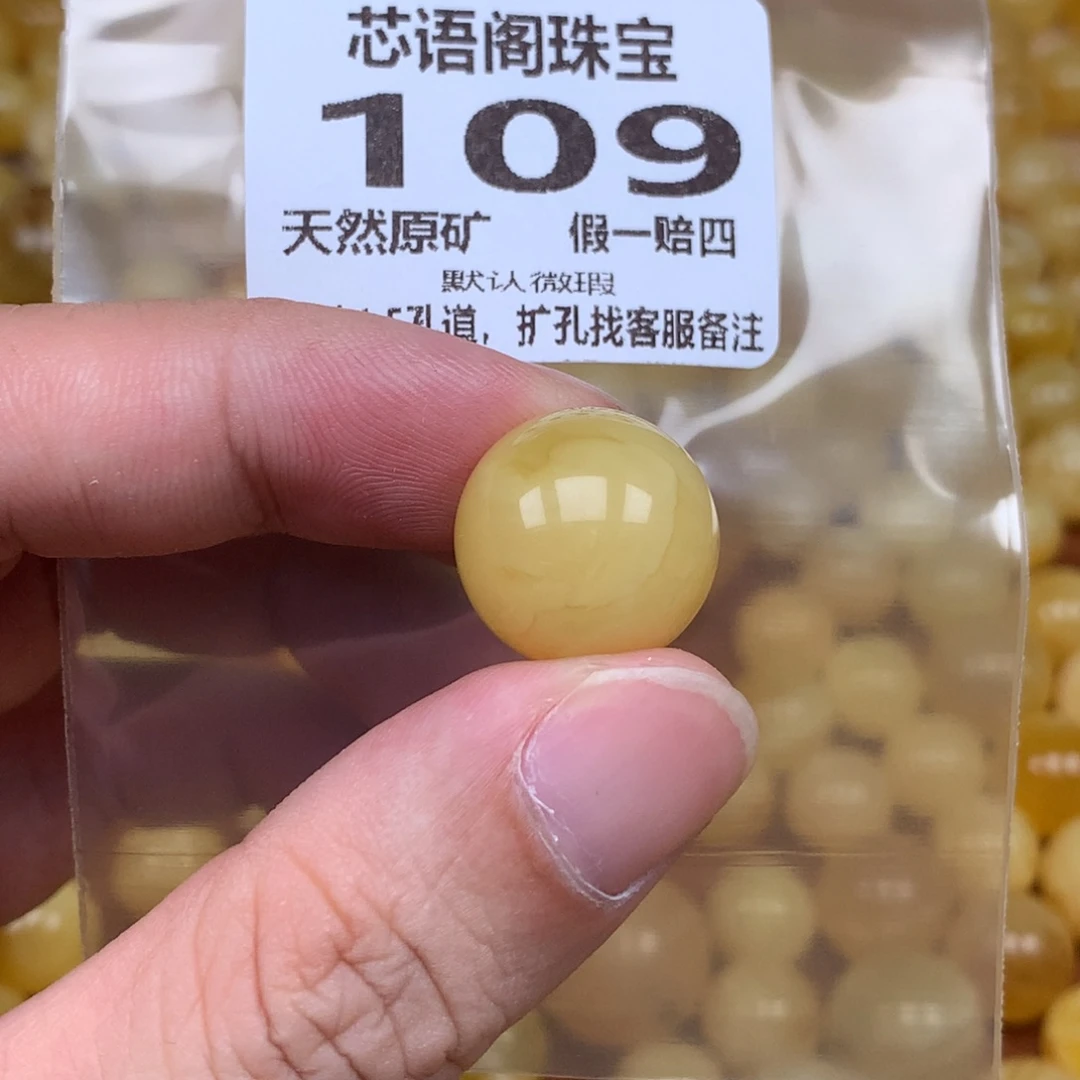 芯语阁珠宝
109
天然原矿 假一赔四
默认微瑕
孔道，扩孔找客服备注